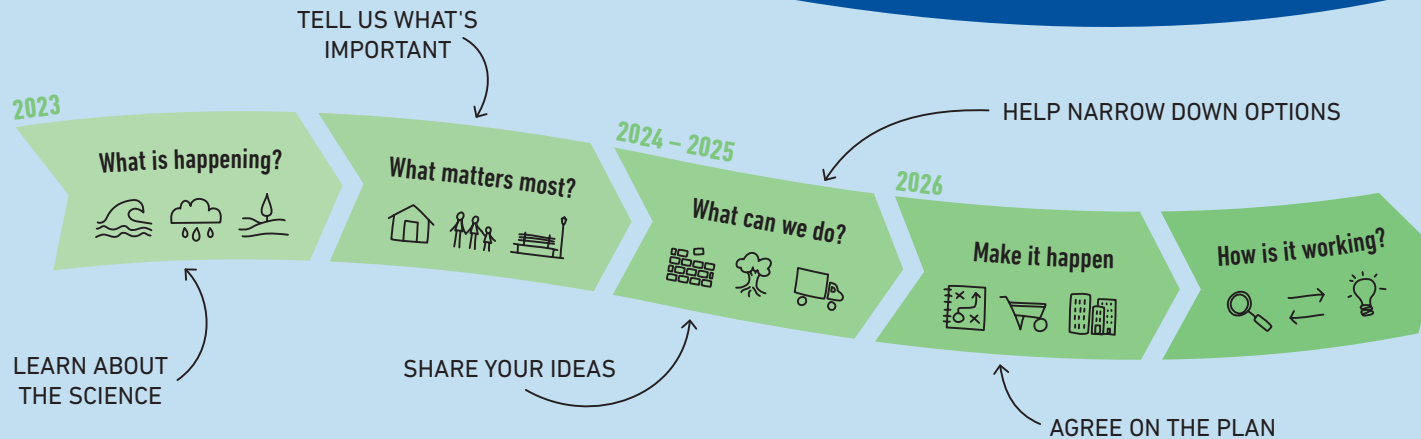 TELL US WHAT'S
IMPORTANT
2023
What is happening?
LEARN ABOUT
THE SCIENCE
What matters most?
2024 – 2025
What can we do?
SHARE YOUR IDEAS
HELP NARROW DOWN OPTIONS
2026
Make it happen
AGREE ON THE PLAN
How is it working?